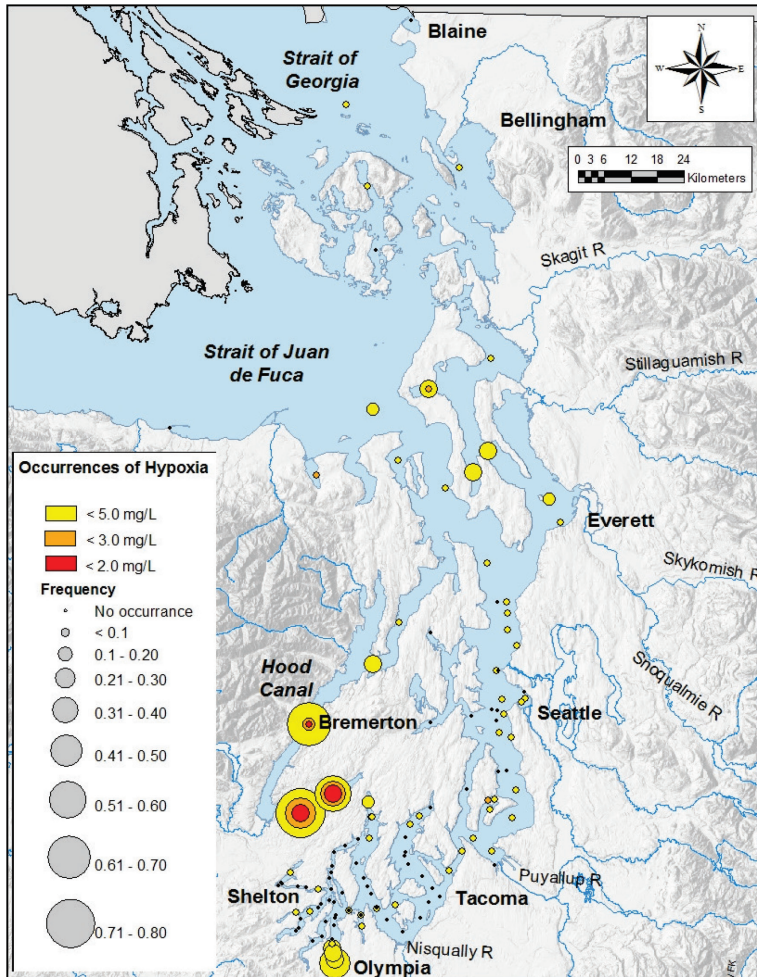 Blaine
Strait of
Georgia
N
W
E
S
Bellingham
0 3 6 12 18 24
Kilometers
Skagit R
Strait of Juan
de Fuca
Stillaguamish R
Occurrences of Hypoxia
< 5.0 mg/L
< 3.0 mg/L
< 2.0 mg/L
Frequency
No occurrance
< 0.1
0.1 - 0.20
0.21 - 0.30
0.31 - 0.40
0.41 - 0.50
0.51 - 0.60
0.61 - 0.70
0.71 - 0.80
Everett
Skykomish R
Hood
Canal
Snoqualmie R
Bremerton
Seattle
Puyallup R
Shelton
Tacoma
Nisqually R
Olympia